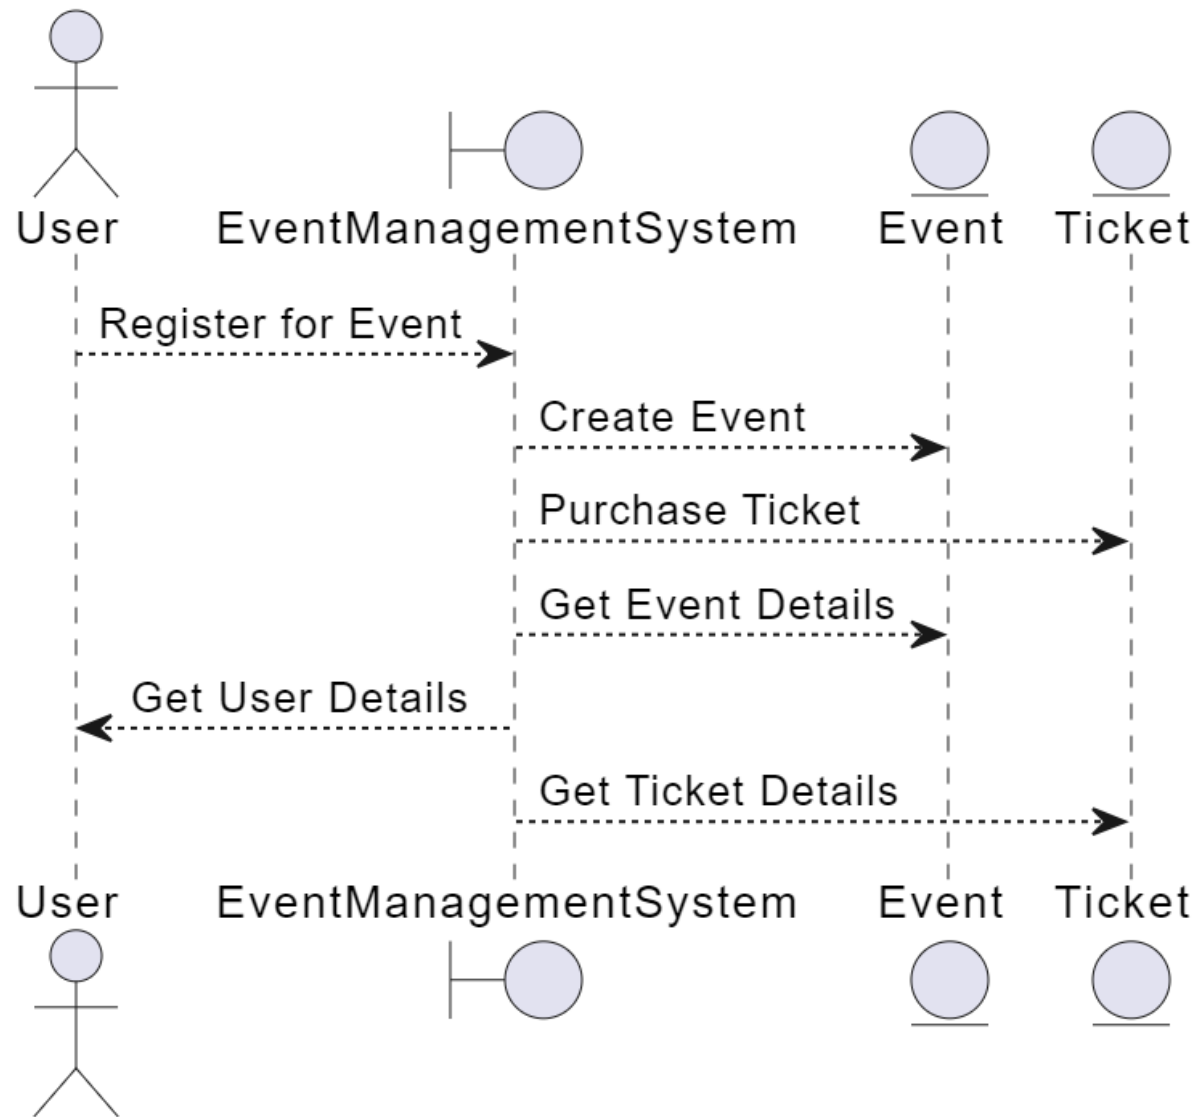 User
EventManagementSystem
Event
Ticket
Register for Event
Create Event
Purchase Ticket
Get Event Details
Get User Details
Get Ticket Details
User
EventManagementSystem
Event
Ticket